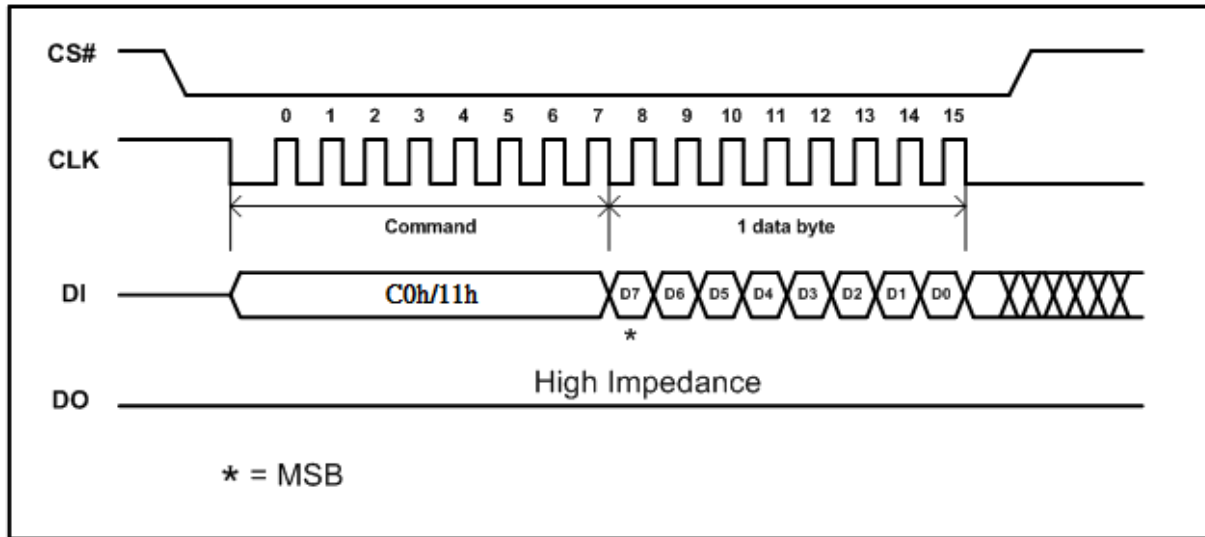 CS#
0 1 2 3 4 5 6 7 8 9 10 11 12 13 14 15
CLK
Command 1 data byte
DI C0h/11h D7 D6 D5 D4 D3 D2 D1 D0
*
High Impedance
DO
* = MSB